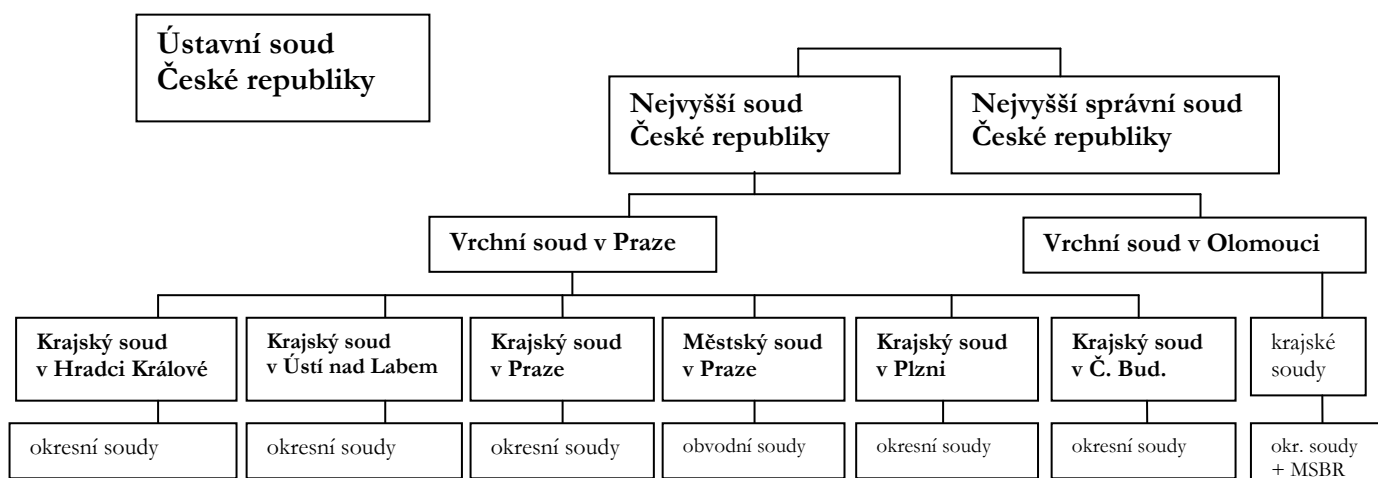 Ústavní soud
České republiky
Nejvyšší soud
České republiky
Nejvyšší správní soud
České republiky
Vrchní soud v Praze
Vrchní soud v Olomouci
Krajský soud
v Hradci Králové
Krajský soud
v Ústí nad Labem
Krajský soud
v Praze
Městský soud
v Praze
Krajský soud
v Plzni
Krajský soud
v Č. Bud.
krajské
soudy
okresní soudy
okresní soudy
okresní soudy
obvodní soudy
okresní soudy
okresní soudy
okr. soudy
+ MSBR